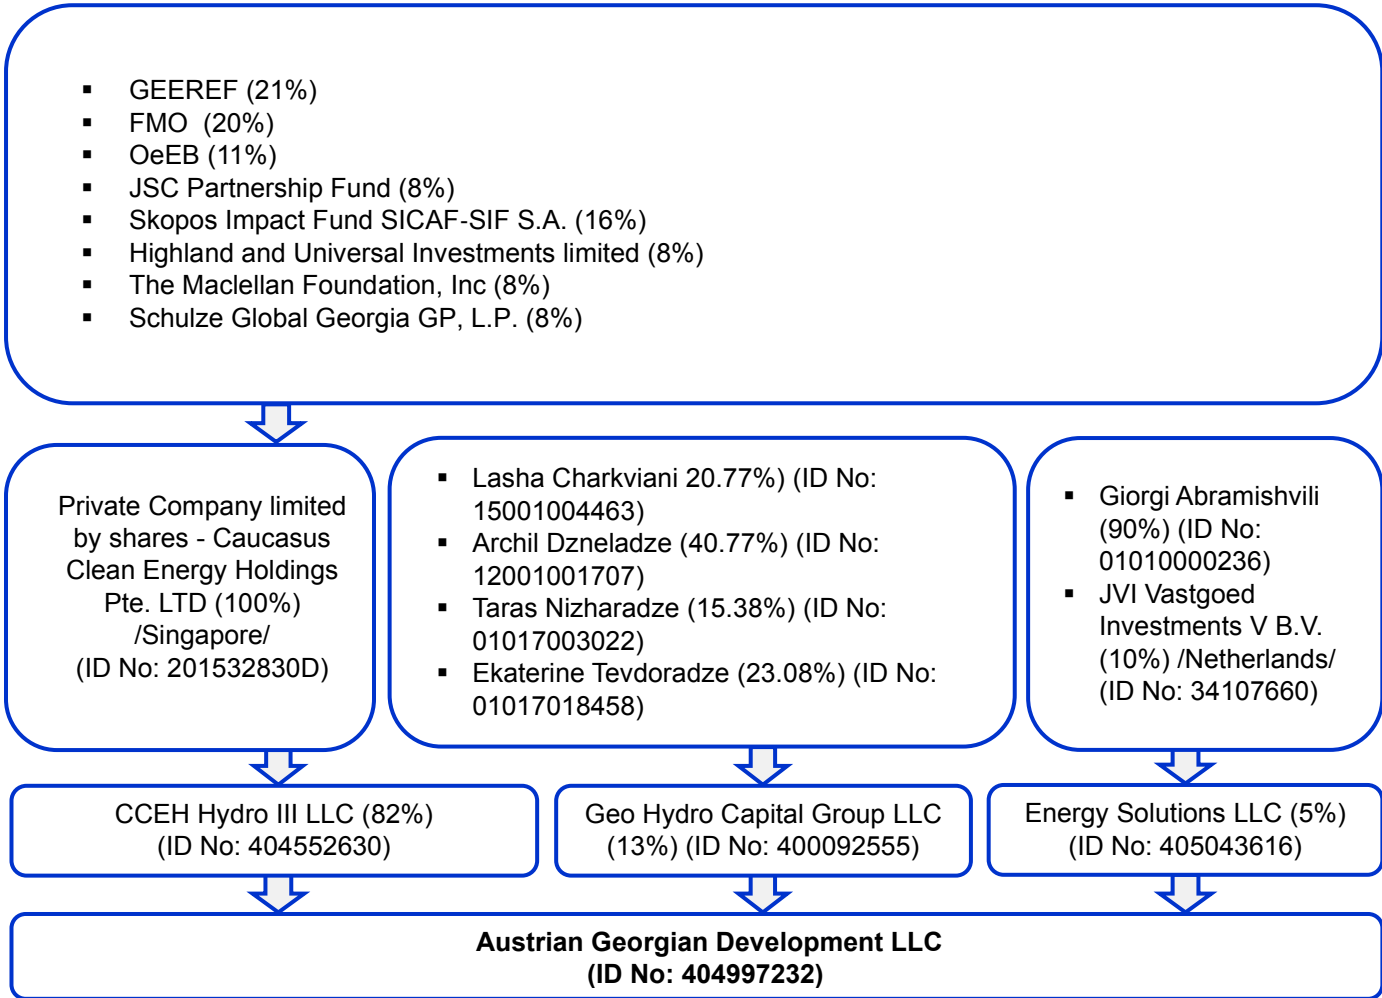 ▪ GEEREF (21%)
▪ FMO (20%)
▪ OeEB (11%)
▪ JSC Partnership Fund (8%)
▪ Skopos Impact Fund SICAF-SIF S.A. (16%)
▪ Highland and Universal Investments limited (8%)
▪ The Maclellan Foundation, Inc (8%)
▪ Schulze Global Georgia GP, L.P. (8%)
Private Company limited
by shares - Caucasus
Clean Energy Holdings
Pte. LTD (100%)
/Singapore/
(ID No: 201532830D)
▪ Lasha Charkviani 20.77%) (ID No:
15001004463)
▪ Archil Dzneladze (40.77%) (ID No:
12001001707)
▪ Taras Nizharadze (15.38%) (ID No:
01017003022)
▪ Ekaterine Tevdoradze (23.08%) (ID No:
01017018458)
▪ Giorgi Abramishvili
(90%) (ID No:
01010000236)
▪ JVI Vastgoed
Investments V B.V.
(10%) /Netherlands/
(ID No: 34107660)
CCEH Hydro III LLC (82%)
(ID No: 404552630)
Geo Hydro Capital Group LLC
(13%) (ID No: 400092555)
Energy Solutions LLC (5%)
(ID No: 405043616)
Austrian Georgian Development LLC
(ID No: 404997232)